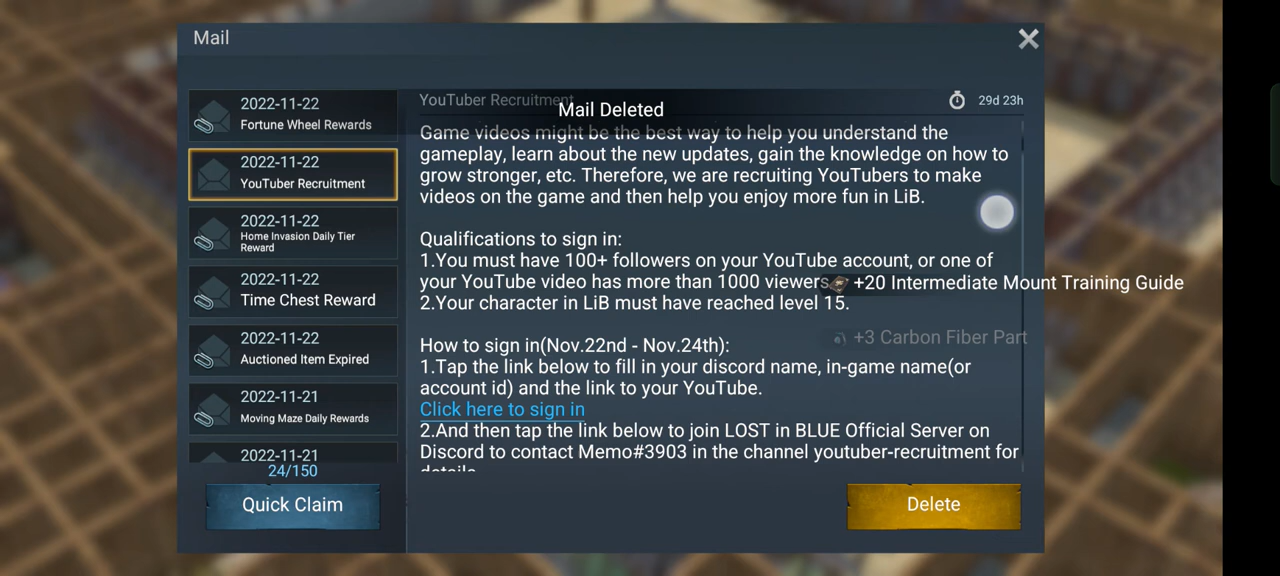 Mail
2022-11-22
Fortune Wheel Rewards
2022-11-22
YouTuber Recruitment
2022-11-22
Home Invasion Daily Tier
Reward
2022-11-22
Time Chest Reward
2022-11-22
Auctioned Item Expired
2022-11-21
Moving Maze Daily Rewards
2022-11-21
24/150
Quick Claim
YouTuber Recruitment
29d 23h
Mail Deleted
Game videos might be the best way to help you understand the
gameplay, learn about the new updates, gain the knowledge on how to
grow stronger, etc. Therefore, we are recruiting YouTubers to make
videos on the game and then help you enjoy more fun in LiB.
Qualifications to sign in:
1.You must have 100+ followers on your YouTube account, or one of
your YouTube video has more than 1000 viewers
+20 Intermediate Mount Training Guide
2.Your character in LiB must have reached level 15.
+3 Carbon Fiber Part
How to sign in(Nov.22nd - Nov.24th):
1.Tap the link below to fill in your discord name, in-game name(or
account id) and the link to your YouTube.
Click here to sign in
2.And then tap the link below to join LOST in BLUE Official Server on
Discord to contact Memo#3903 in the channel youtuber-recruitment for
details
Delete